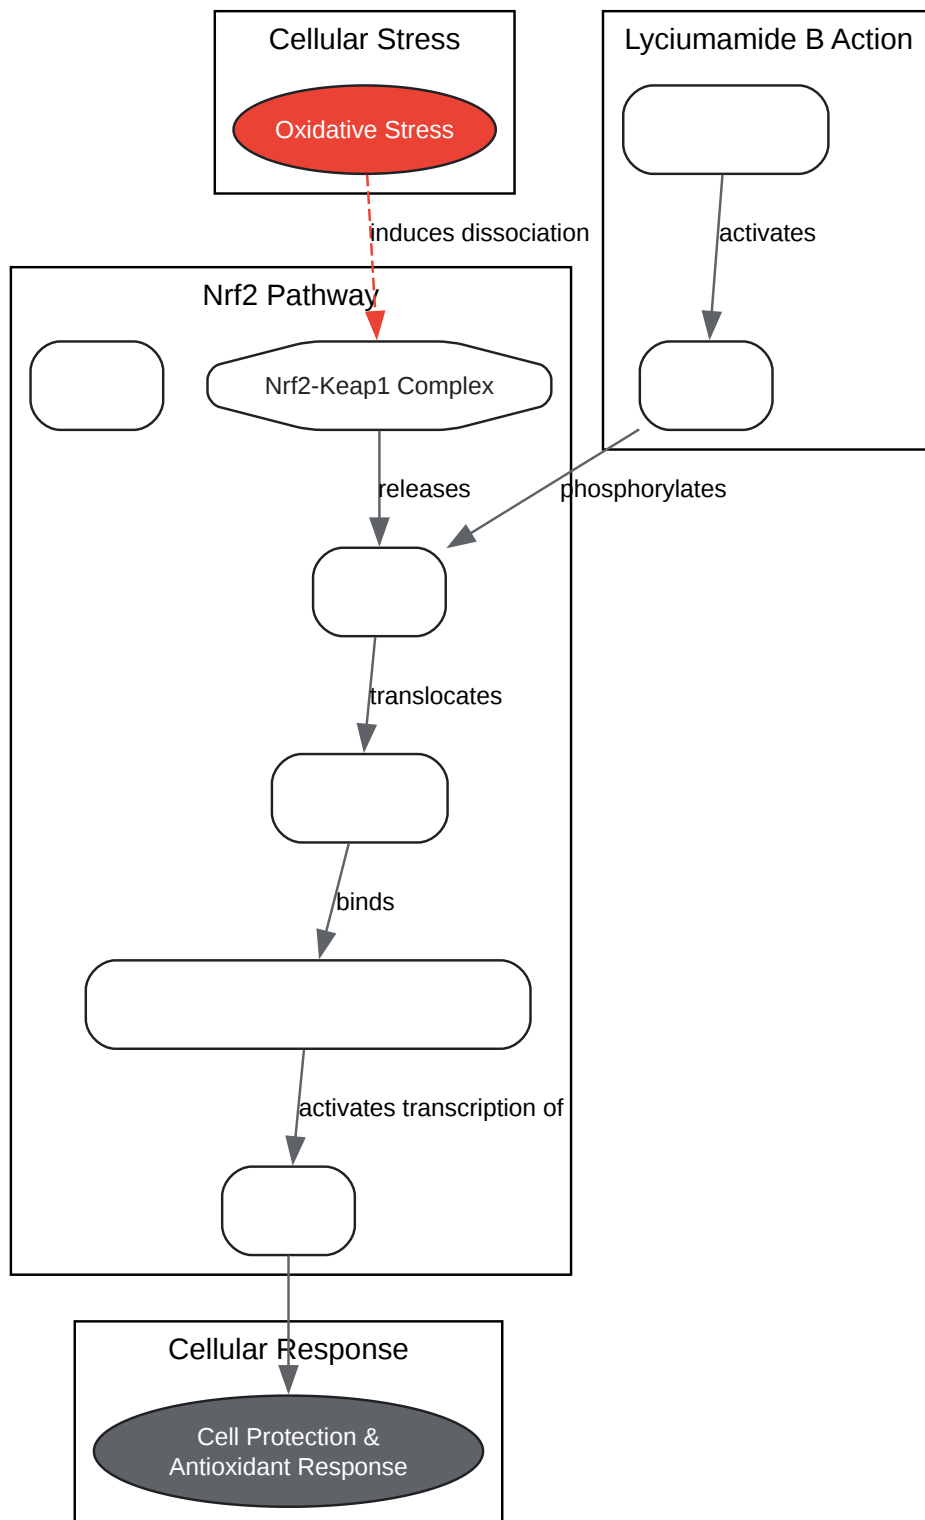 Cellular Stress
Lyciumamide B Action
Oxidative Stress
induces dissociation
activates
Nrf2 Pathway
Nrf2-Keap1 Complex
releases
phosphorylates
translocates
binds
activates transcription of
Cellular Response
Cell Protection &
Antioxidant Response